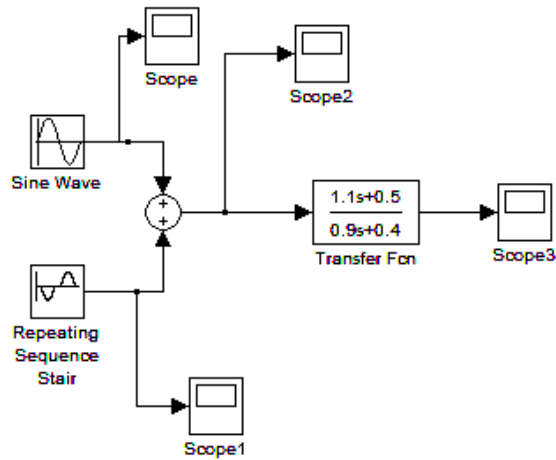 Scope
Scope2
Sine Wave
+
+
1.1s+0.5
0.9s+0.4
Transfer Fcn
Scope3
Repeating
Sequence
Stair
Scope1